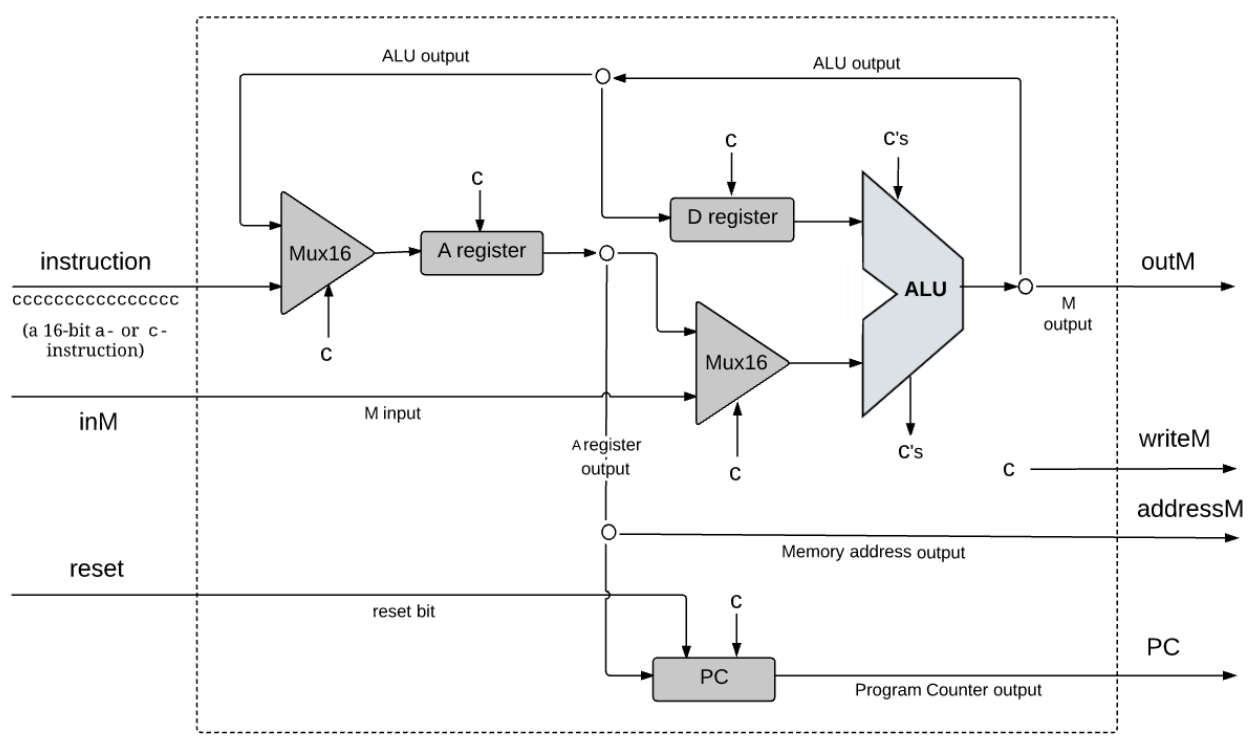 ALU output
ALU output
c
c's
c
D register
Mux16
A register
instruction
cccccccccccccccc
(a 16-bit a- or c-
instruction)
c
ALU
outM
M
output
Mux16
inM
M input
A register
output
c
c's
writeM
c
addressM
Memory address output
reset
reset bit
c
PC
PC
Program Counter output